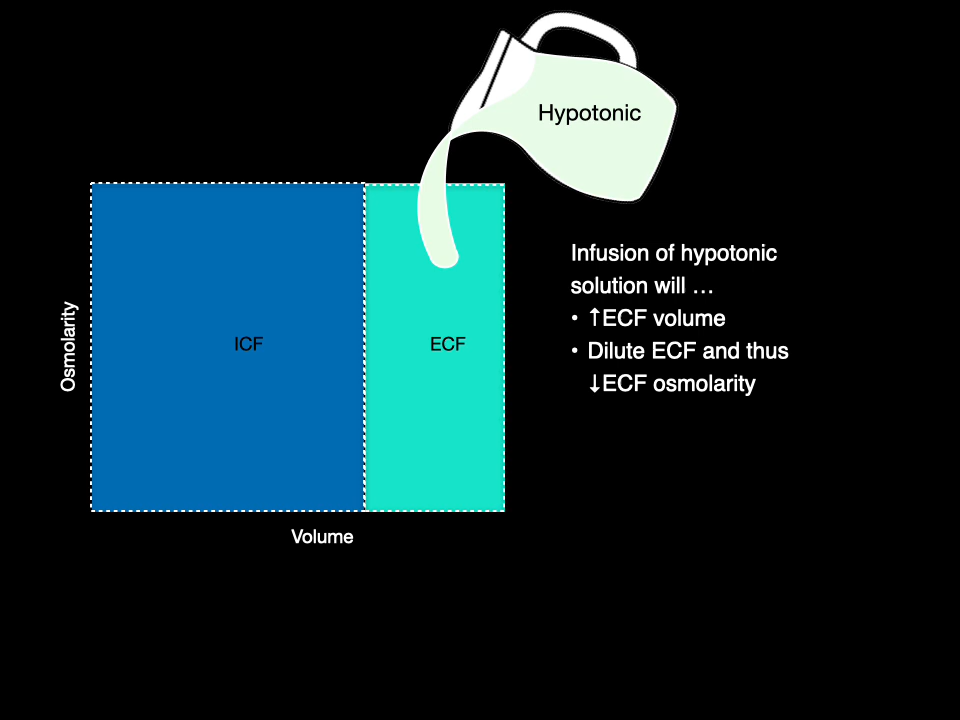 Hypotonic
Infusion of hypotonic
solution will …
• ↑ECF volume
• Dilute ECF and thus
↓ECF osmolarity
Osmolarity
ICF
ECF
Volume